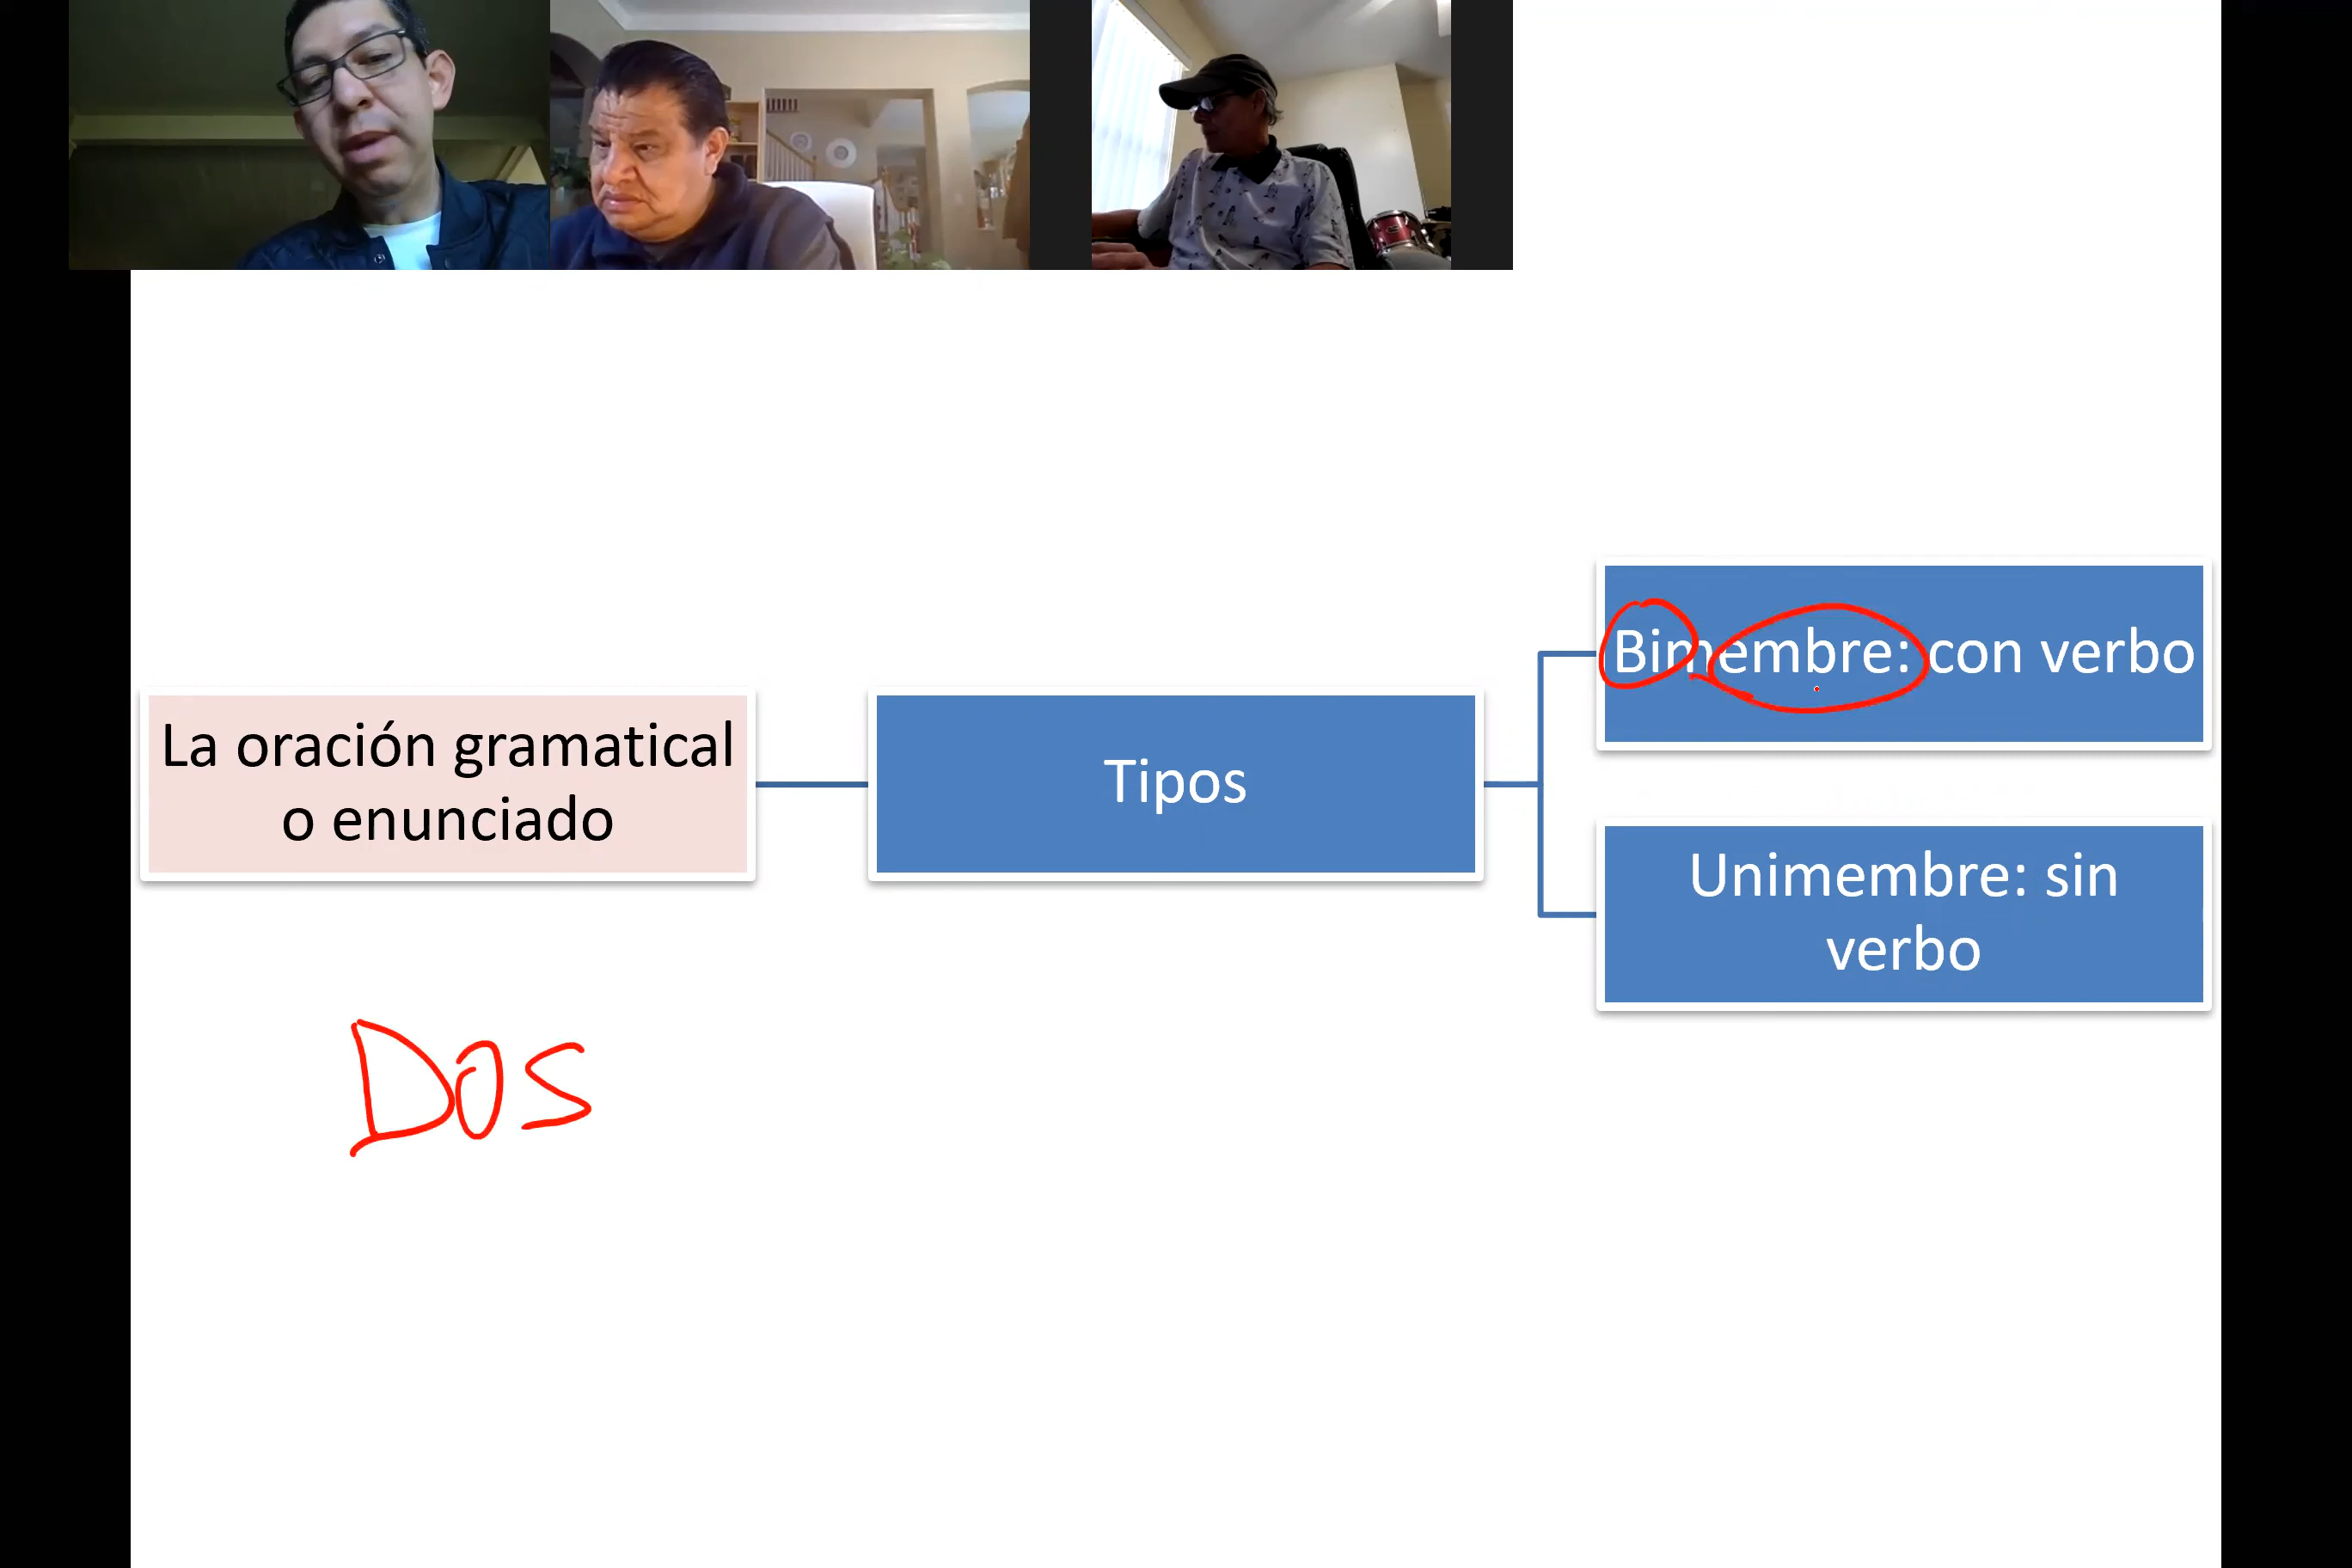 La oración gramatical
o enunciado
Tipos
Bimembre: con verbo
Unimembre: sin
verbo
Dos